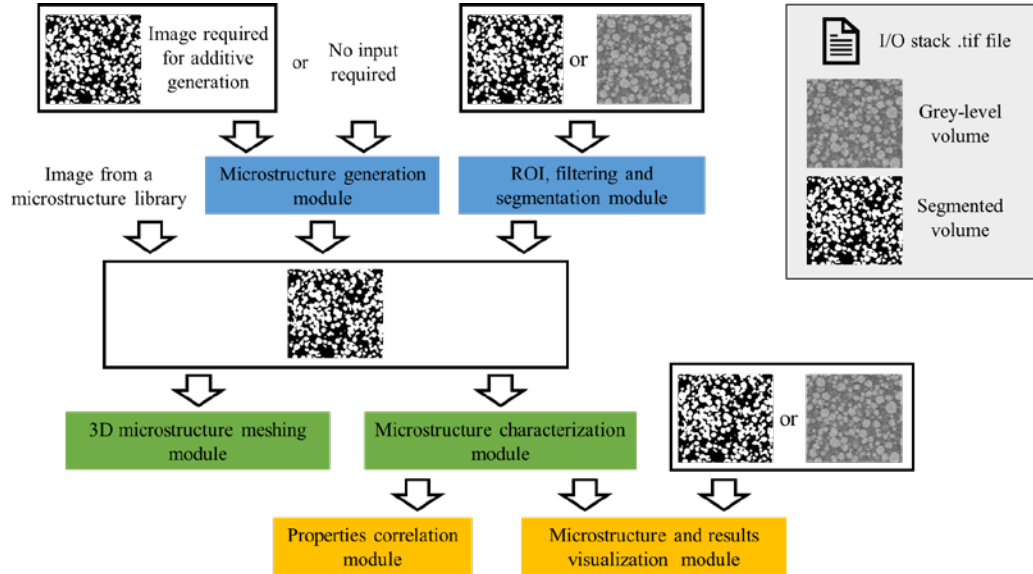 Image required
for additive
generation
or
No input
required
or
I/O stack .tif file
Grey-level
volume
Segmented
volume
Image from a
microstructure library
Microstructure generation
module
ROI, filtering and
segmentation module
3D microstructure meshing
module
Microstructure characterization
module
or
Properties correlation
module
Microstructure and results
visualization module